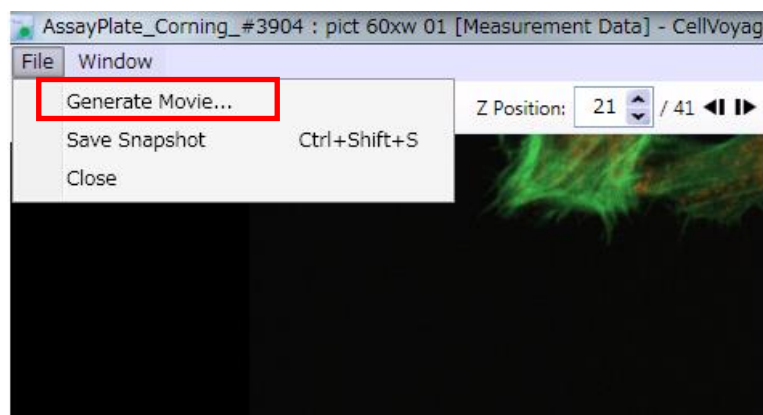 AssayPlate_Corning_#3904 : pict 60xw 01 [Measurement Data] - CellVoyag
File Window
Generate Movie...
Z Position: 21 / 41
Save Snapshot Ctrl+Shift+S
Close